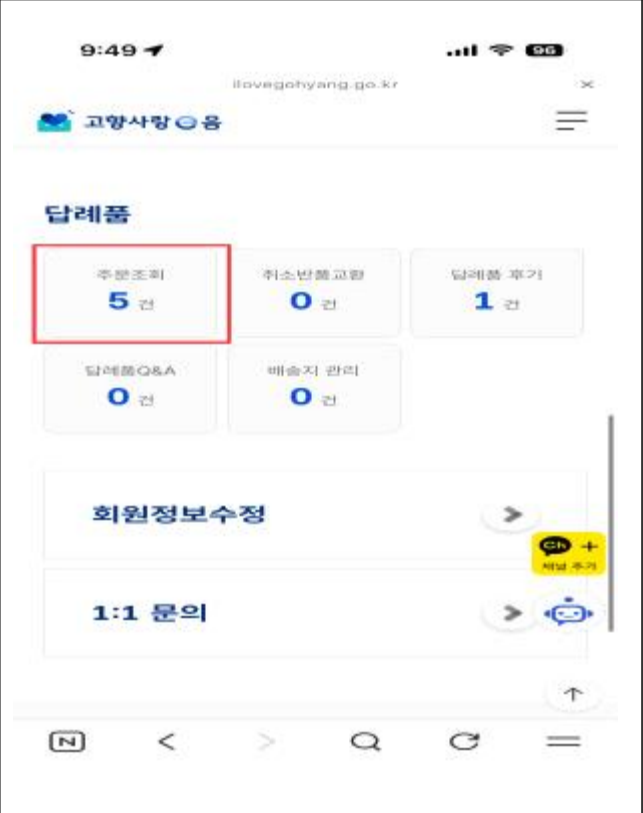 9:49
96
ilovegohyang.go.kr
고향사랑e음
답례품
주문조회
5 건
취소반품교환
0 건
답례품 후기
1 건
답례품Q&A
0 건
배송지 관리
0 건
회원정보수정
Ch +
채널 추가
1:1 문의
N